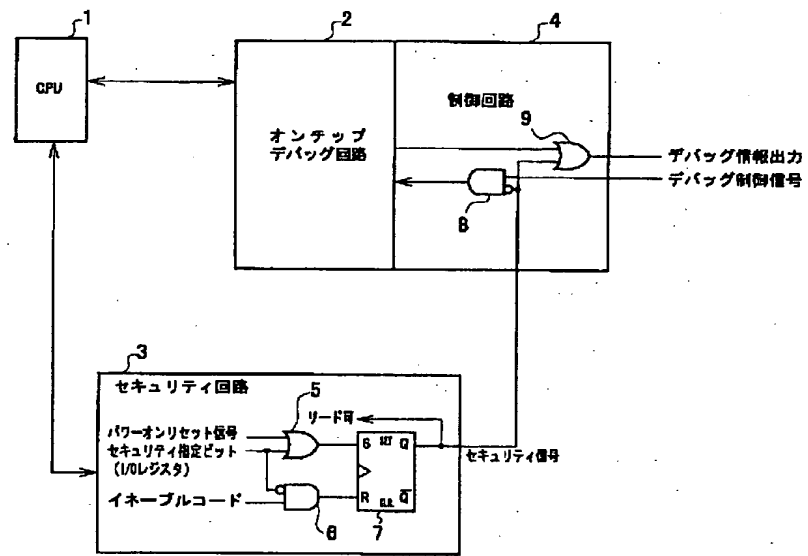 1
2
4
CPU
制御回路
9
オンチップ
デバッグ回路
デバッグ情報出力
デバッグ制御信号
8
3
セキュリティ回路
5
リード可
パワーオンリセット信号
セキュリティ指定ビット
(I/Oレジスタ)
S SET Q
セキュリティ信号
イネーブルコード
R CLR Q
6
7